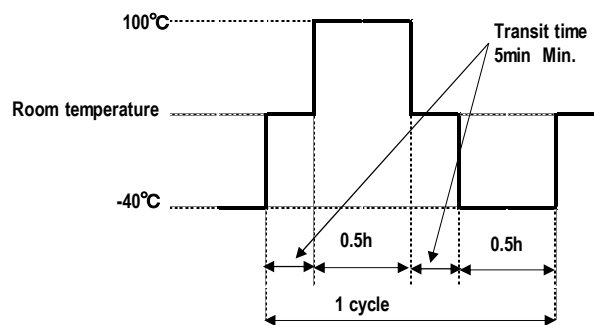 100°C
Transit time
5min Min.
Room temperature
-40°C
0.5h
0.5h
1 cycle